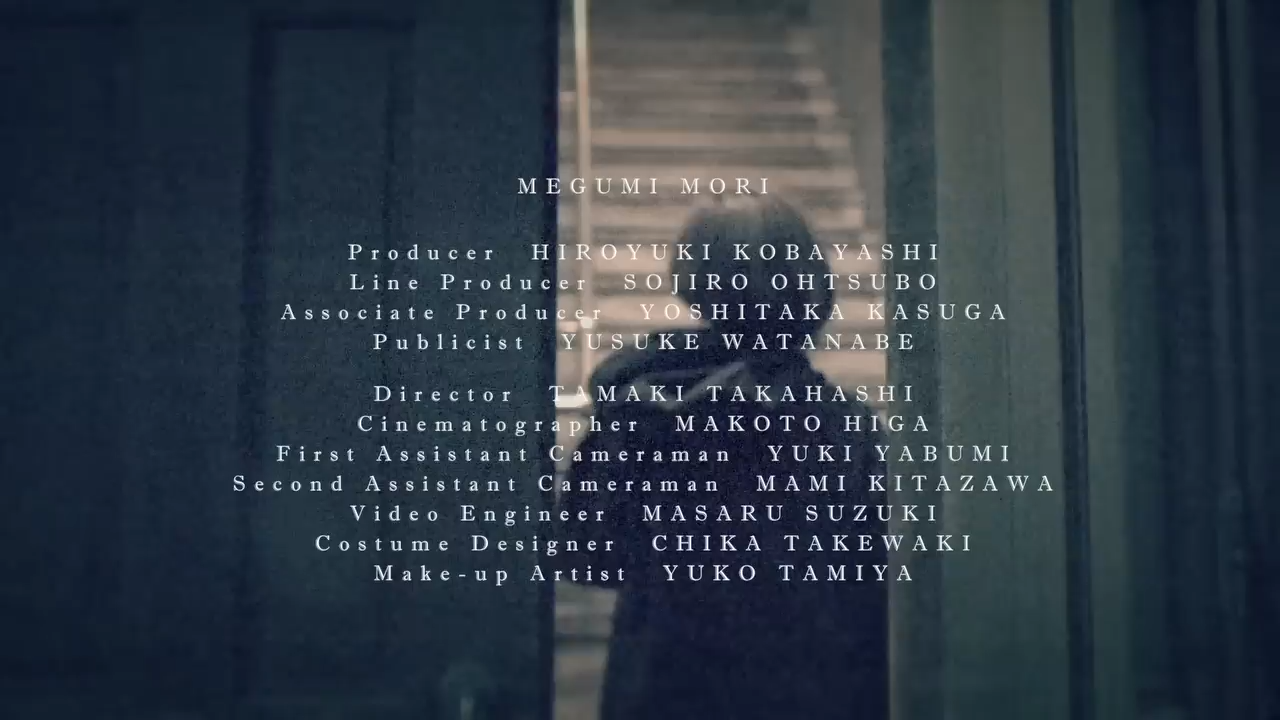 MEGUMI MORI
Producer HIROYUKI KOBAYASHI
Line Producer SOJIRO OHTSUBO
Associate Producer YOSHITAKA KASUGA
Publicist YUSUKE WATANABE
Director TAMAKI TAKAHASHI
Cinematographer MAKOTO HIGA
First Assistant Cameraman YUKI YABUMI
Second Assistant Cameraman MAMI KITAZAWA
Video Engineer MASARU SUZUKI
Costume Designer CHIKA TAKEWAKI
Make-up Artist YUKO TAMIYA